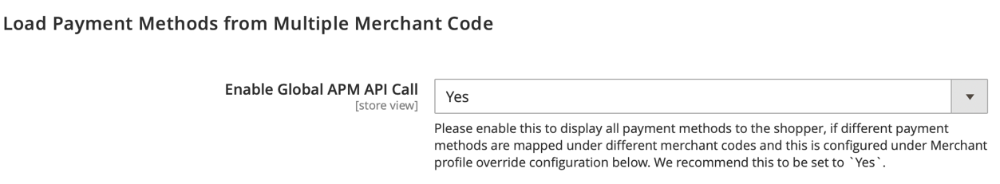 Load Payment Methods from Multiple Merchant Code
Enable Global APM API Call
[store view]
Yes
Please enable this to display all payment methods to the shopper, if different payment
methods are mapped under different merchant codes and this is configured under Merchant
profile override configuration below. We recommend this to be set to `Yes`.